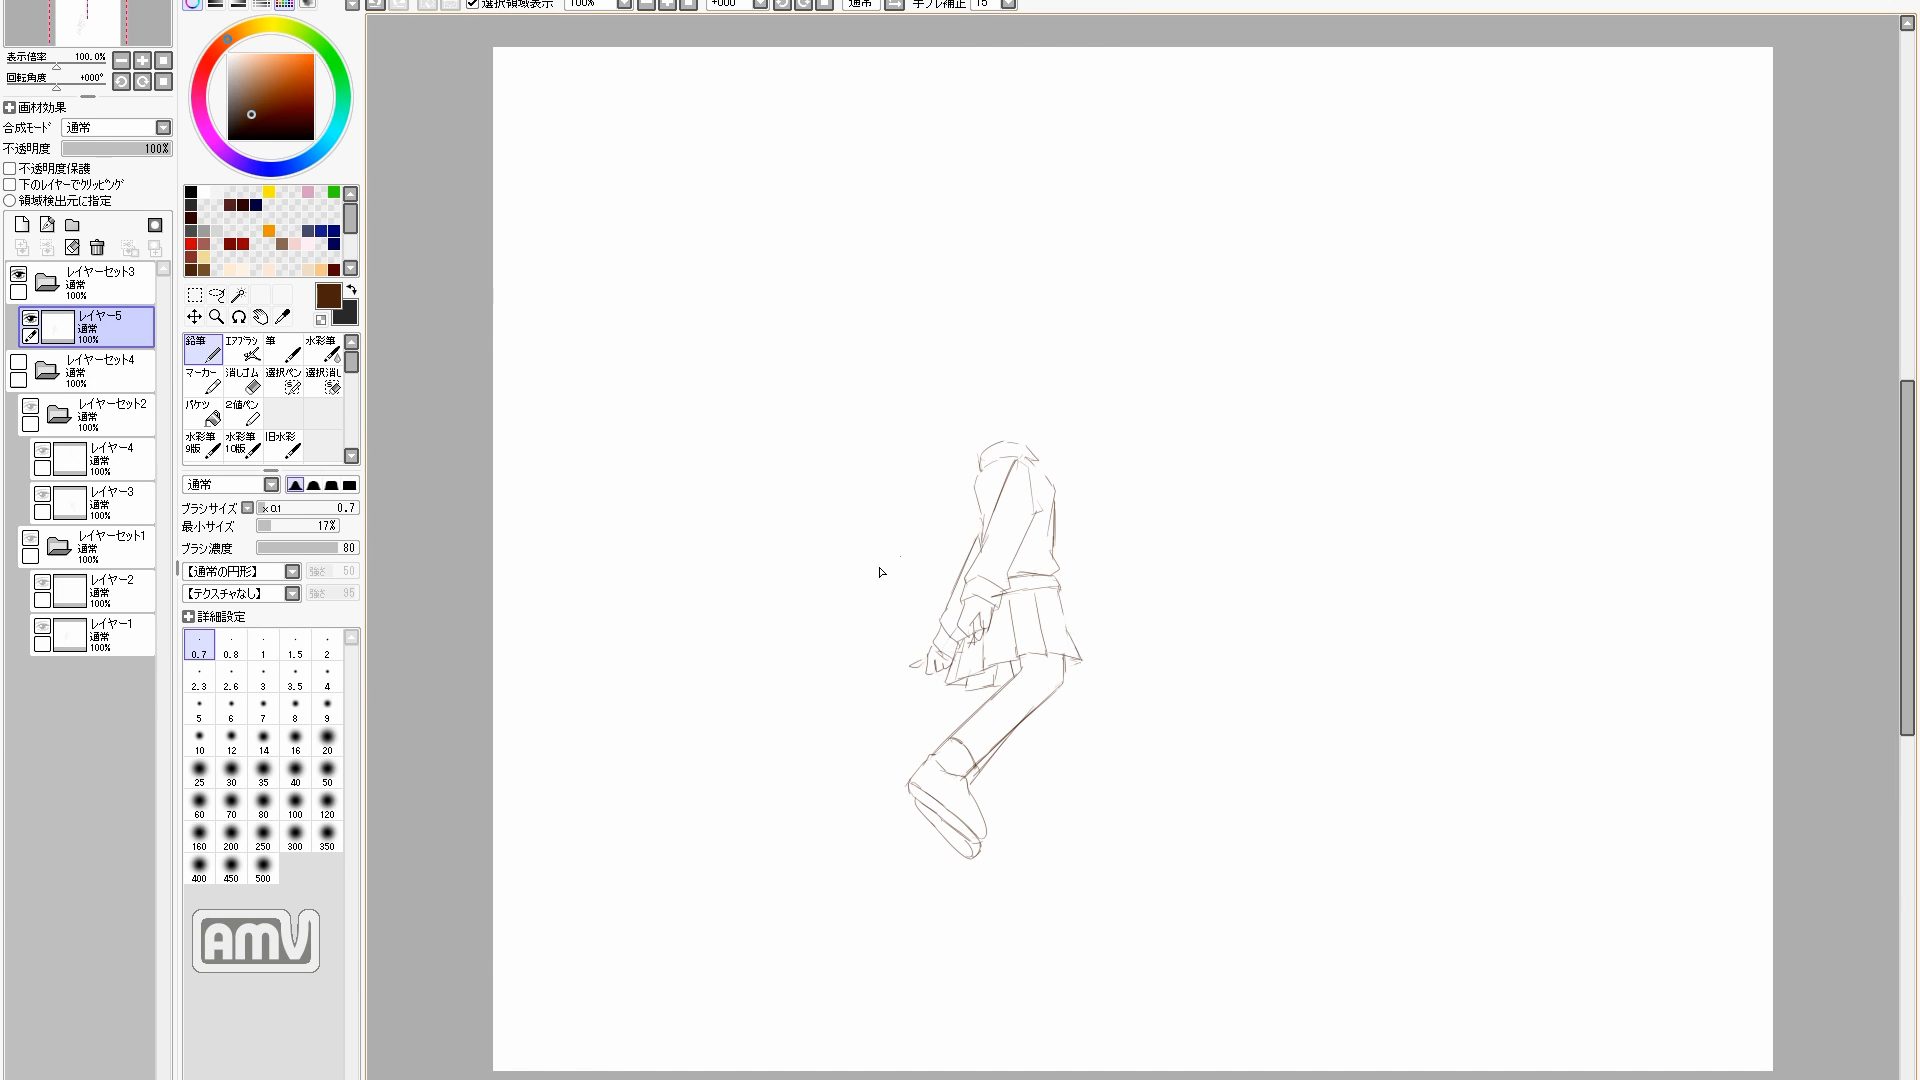 選択領域表示 100% +000° 通常 手ブレ補正 15
表示倍率 100.0%
回転角度 +000°
画材効果
合成モード 通常
不透明度 100%
不透明度保護
下のレイヤーでクリッピング
領域検出元に指定
レイヤーセット3
通常
100%
レイヤー5
通常
100%
レイヤーセット4
通常
100%
レイヤーセット2
通常
100%
レイヤー4
通常
100%
レイヤー3
通常
100%
レイヤーセット1
通常
100%
レイヤー2
通常
100%
レイヤー1
通常
100%
鉛筆 エアブラシ 筆 水彩筆
マーカー 消しゴム 選択ペン 選択消し
バケツ 2値ペン
水彩筆 水彩筆 旧水彩
9版 10版
通常
ブラシサイズ x 0.1 0.7
最小サイズ 17%
ブラシ濃度 80
【通常の円形】 強さ 50
【テクスチャなし】 強さ 95
詳細設定
0.7 0.8 1 1.5 2
2.3 2.6 3 3.5 4
5 6 7 8 9
10 12 14 16 20
25 30 35 40 50
60 70 80 100 120
160 200 250 300 350
400 450 500
AMV